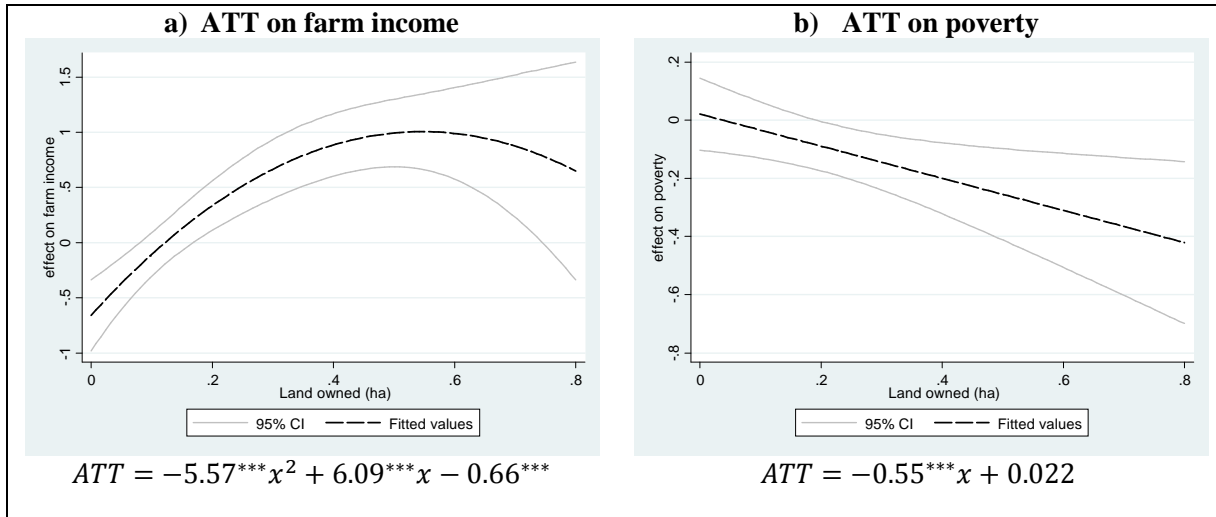 a) ATT on farm income
effect on farm income
1.5
1
.5
0
-.5
-1
0 .2 .4 .6 .8
Land owned (ha)
95% CI Fitted values
𝐴𝑇𝑇 = −5.57***𝑥² + 6.09***𝑥 − 0.66***
b) ATT on poverty
effect on poverty
.2
0
-.2
-.4
-.6
-.8
0 .2 .4 .6 .8
Land owned (ha)
95% CI Fitted values
𝐴𝑇𝑇 = −0.55***𝑥 + 0.022